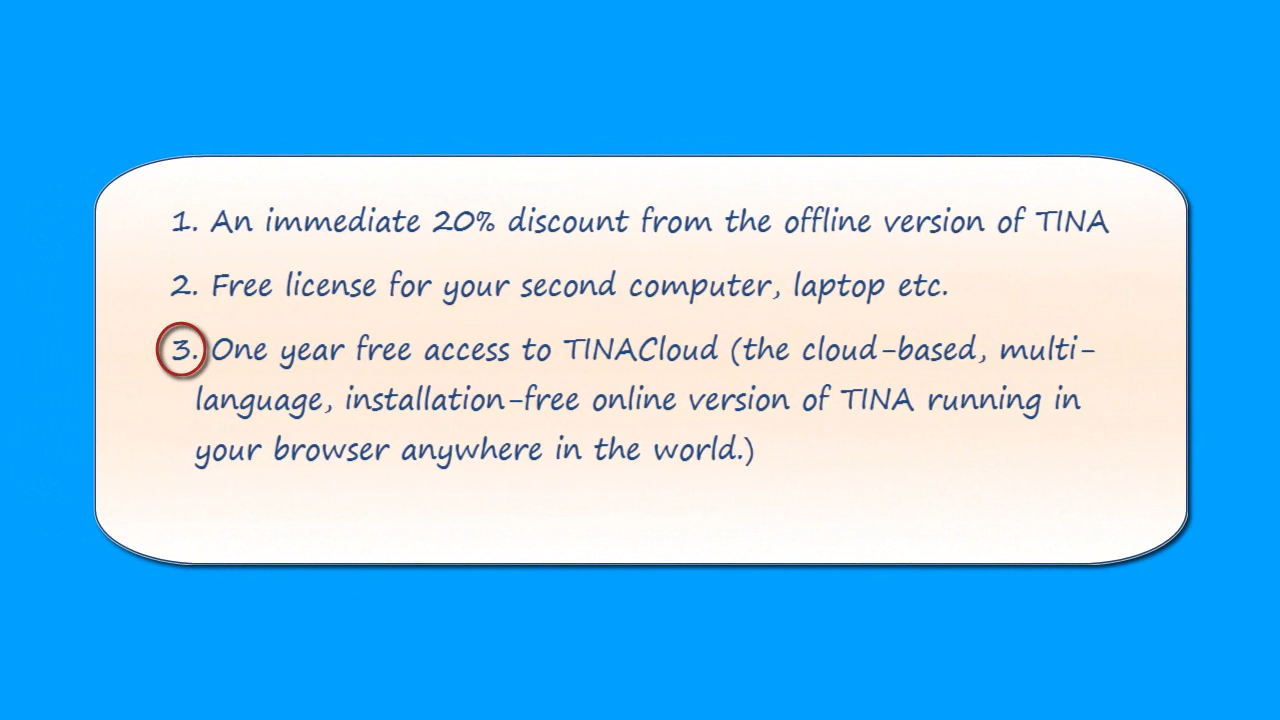 1. An immediate 20% discount from the offline version of TINA
2. Free license for your second computer, laptop etc.
3. One year free access to TINACloud (the cloud-based, multi-
language, installation-free online version of TINA running in
your browser anywhere in the world.)